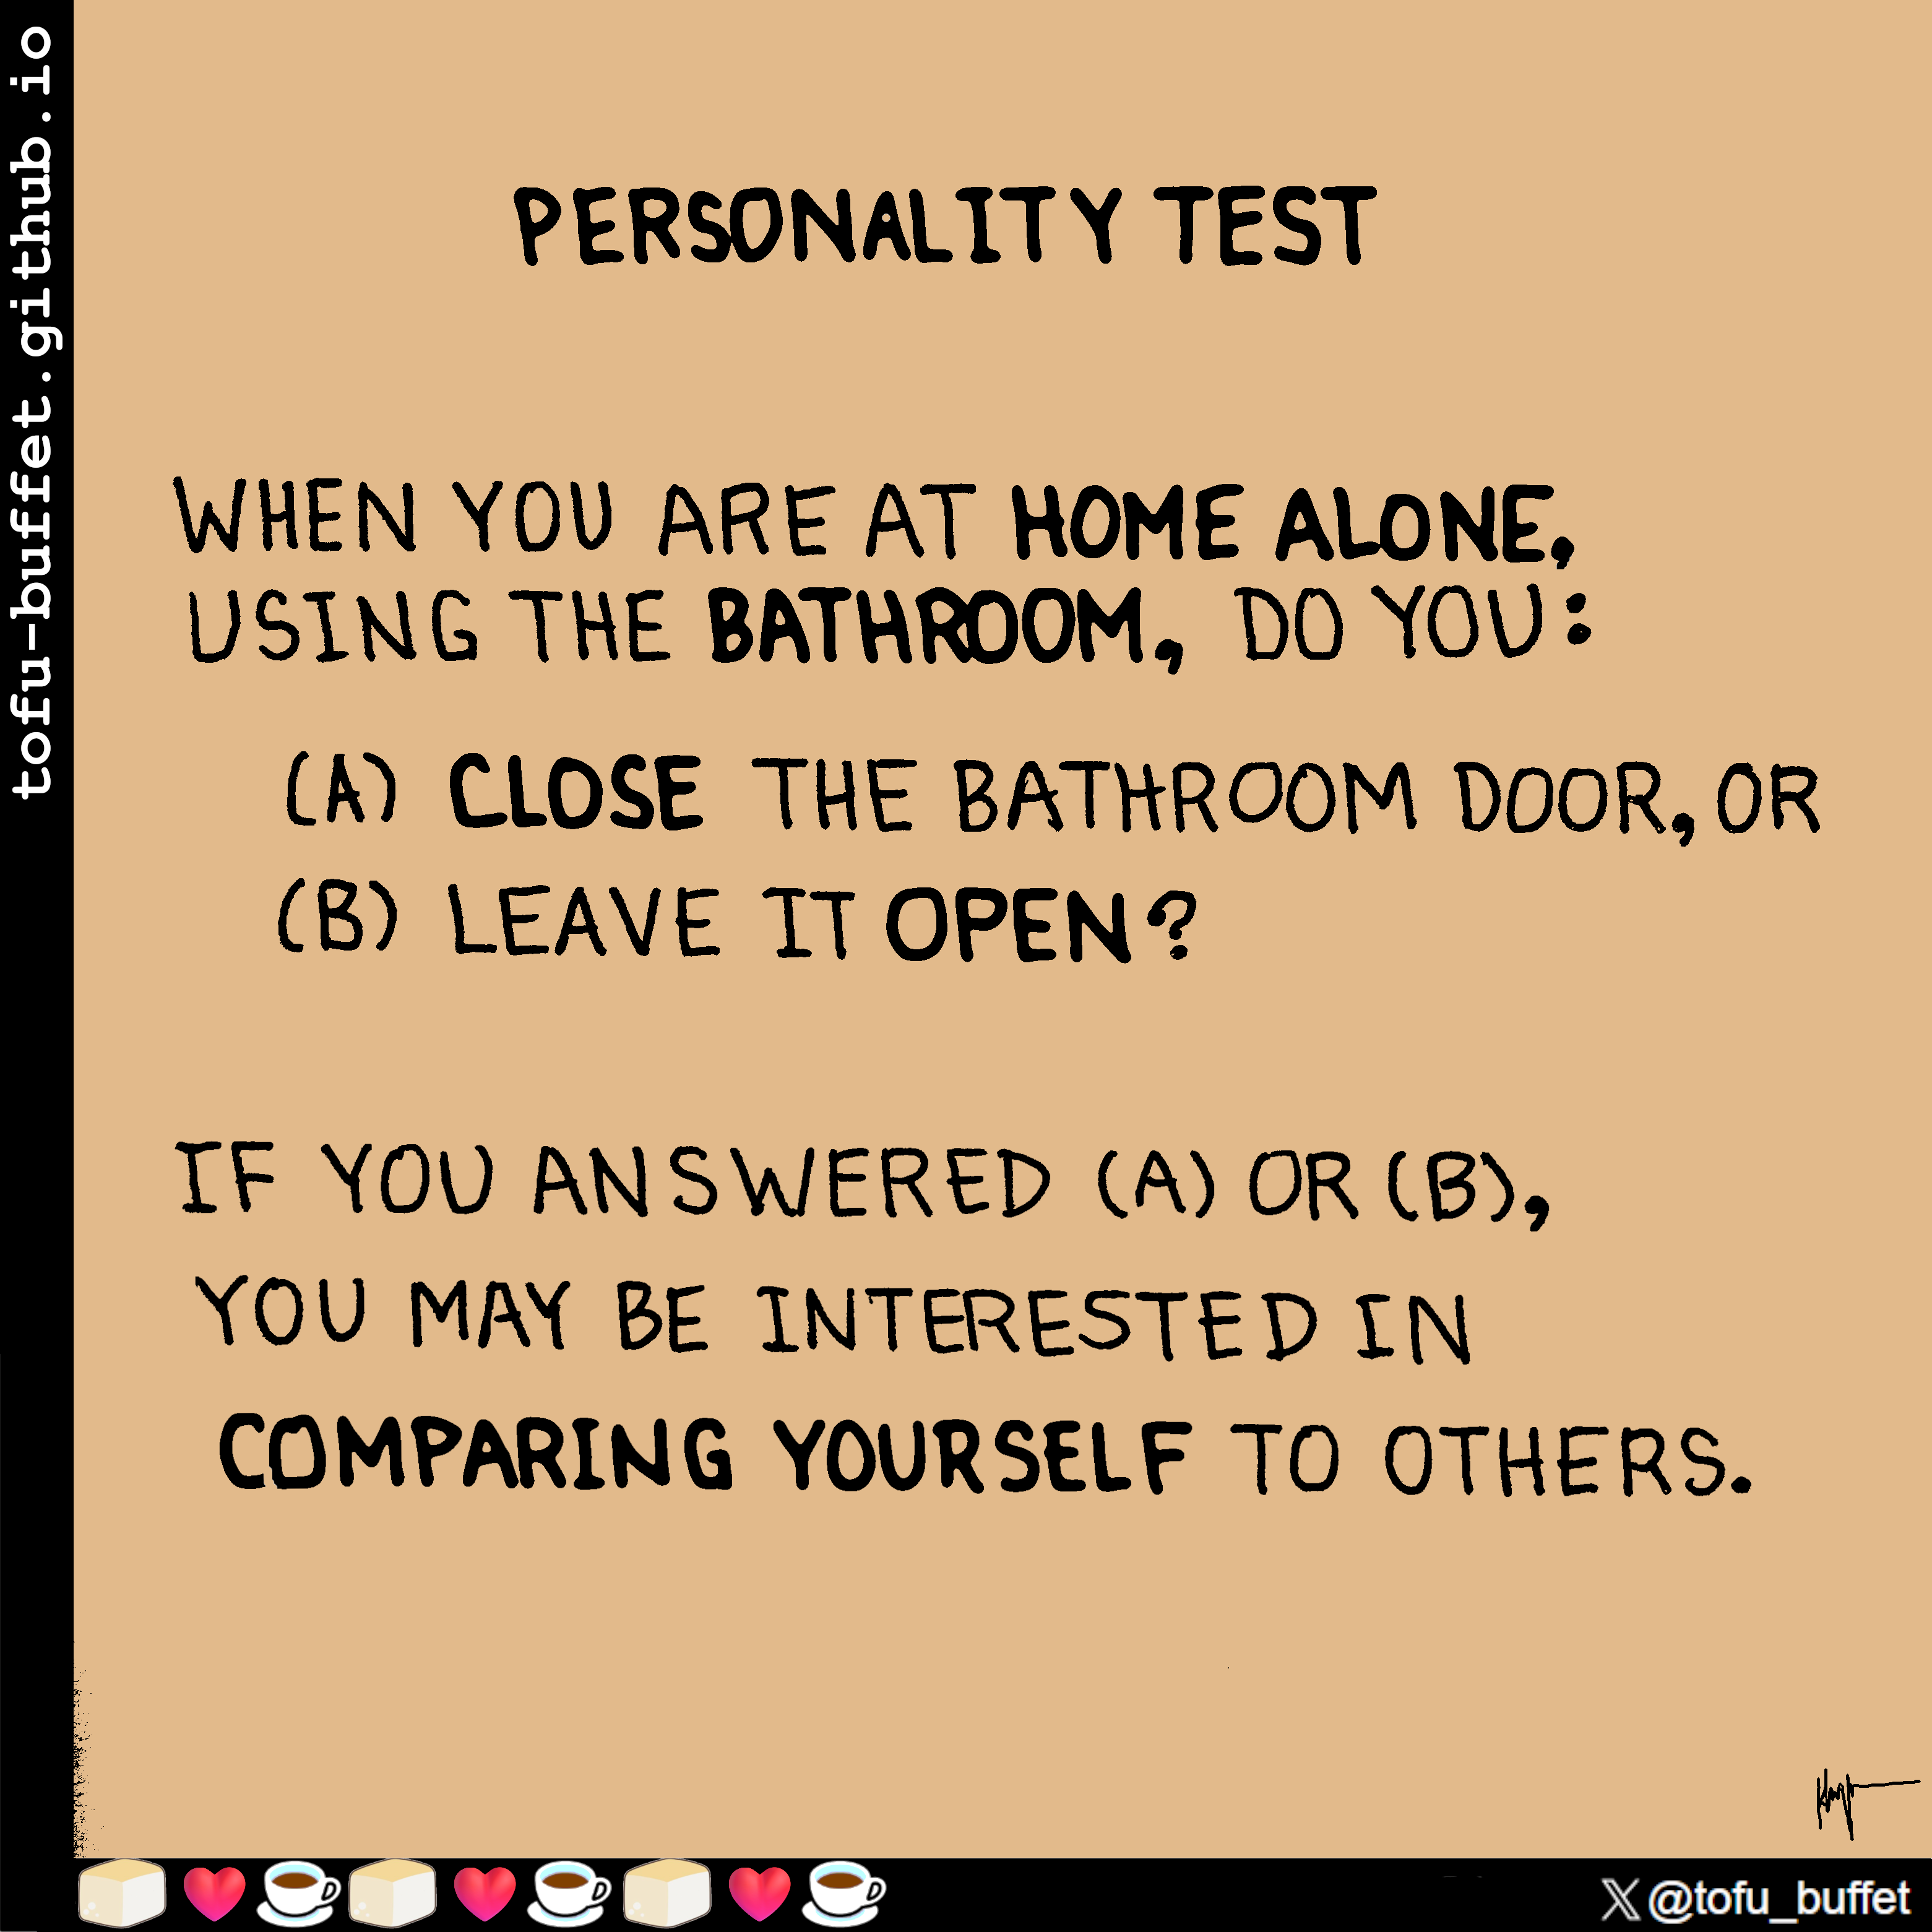 tofu-buffet.github.io
PERSONALITY TEST
WHEN YOU ARE AT HOME ALONE,
USING THE BATHROOM, DO YOU:
(A) CLOSE THE BATHROOM DOOR, OR
(B) LEAVE IT OPEN?
IF YOU ANSWERED (A) OR (B),
YOU MAY BE INTERESTED IN
COMPARING YOURSELF TO OTHERS.
X @tofu_buffet